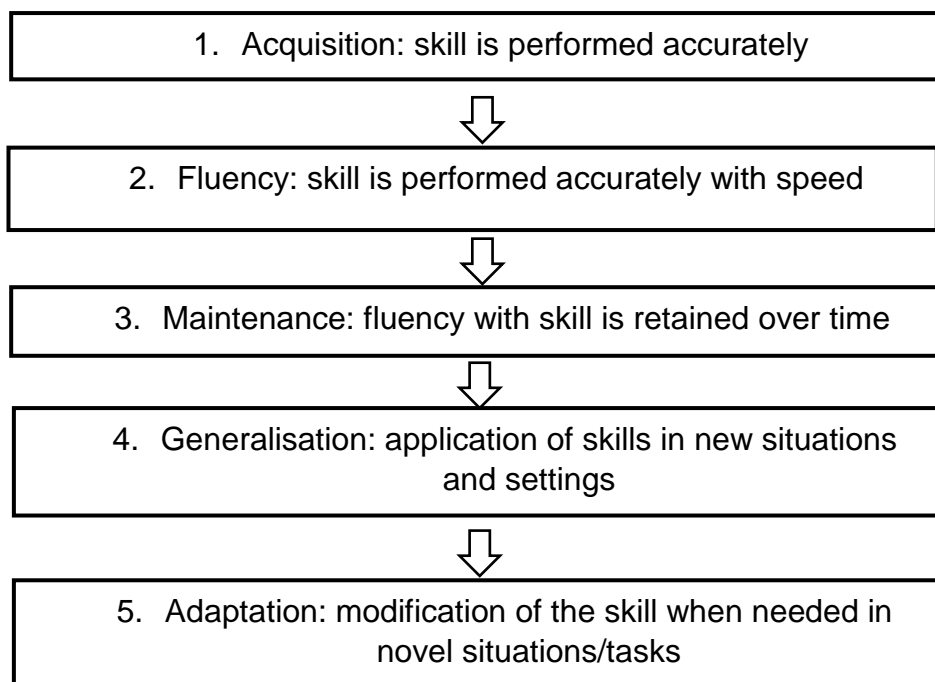 1. Acquisition: skill is performed accurately
2. Fluency: skill is performed accurately with speed
3. Maintenance: fluency with skill is retained over time
4. Generalisation: application of skills in new situations
and settings
5. Adaptation: modification of the skill when needed in
novel situations/tasks